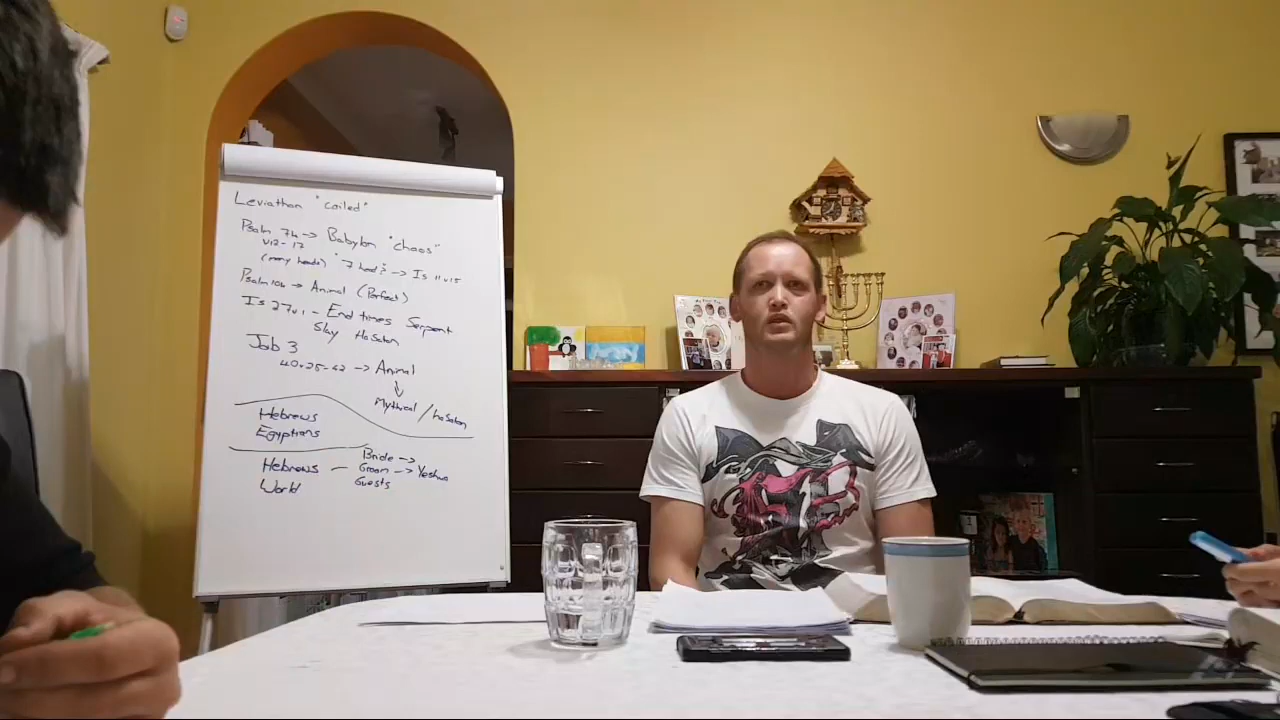 Leviathan "coiled"
Psalm 74 → Babylon "chaos"
v12-17
(many heads) "7 head? → Is 11v15
Psalm 104 → Animal (Perfect)
Is 27v1 - End times Serpent
Slay HaSatan
Job 3
40v25-42 → Animal
Mythical / haSatan
Hebrews
Egyptians
Bride →
Hebrews — Groom → Yeshua
World Guests